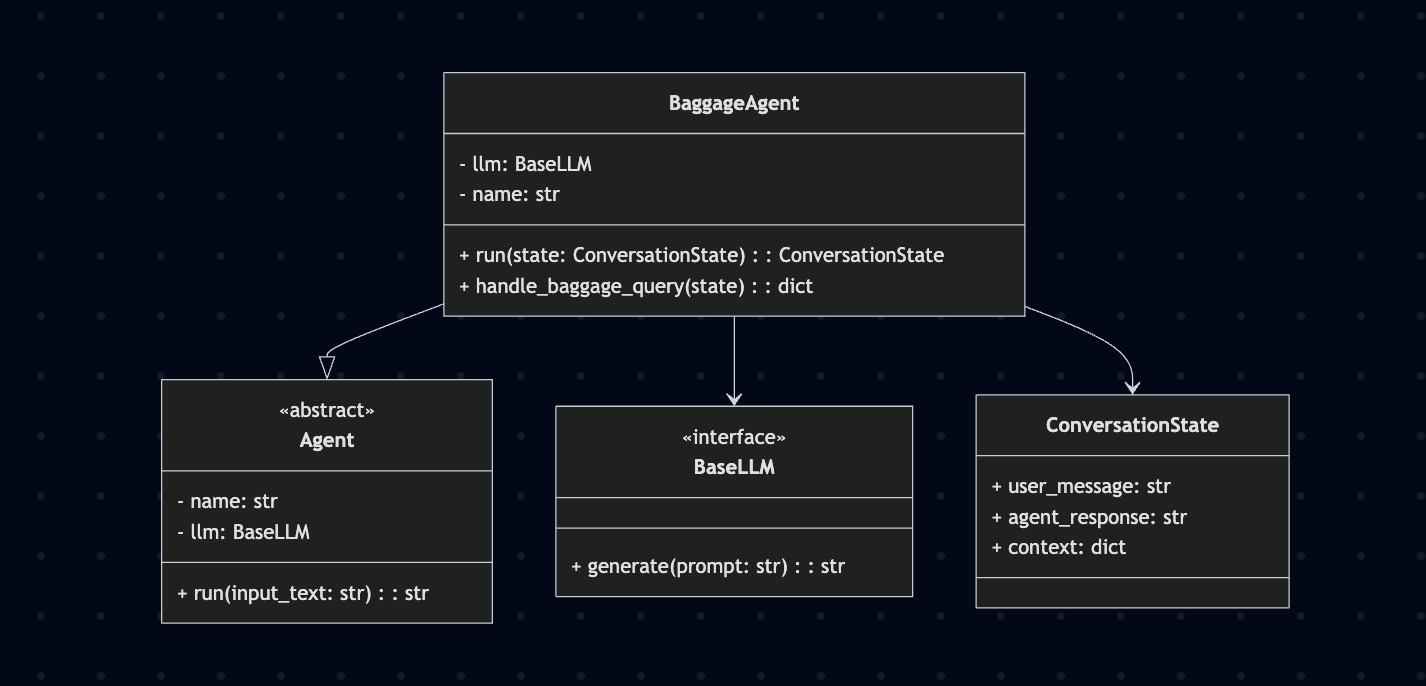 BaggageAgent
- llm: BaseLLM
- name: str
+ run(state: ConversationState) : : ConversationState
+ handle_baggage_query(state) : : dict
«abstract»
Agent
- name: str
- llm: BaseLLM
+ run(input_text: str) : : str
«interface»
BaseLLM
+ generate(prompt: str) : : str
ConversationState
+ user_message: str
+ agent_response: str
+ context: dict